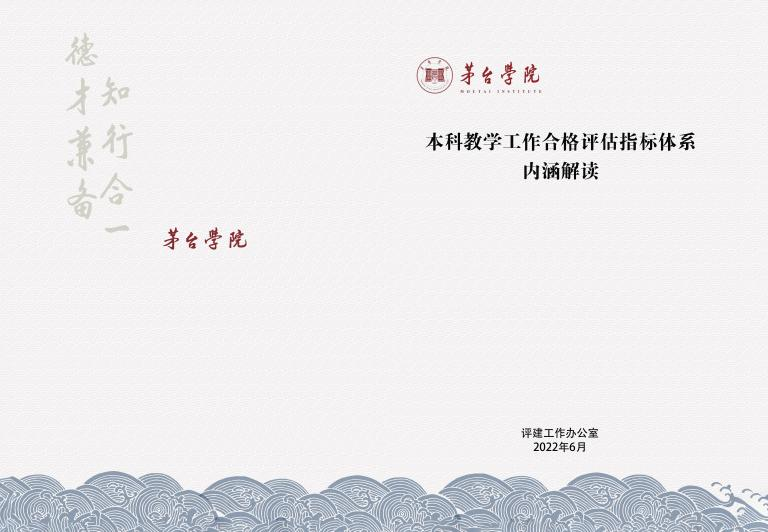 知行合一
德才兼备
茅台學院
茅台學院
MOUTAI INSTITUTE
本科教学工作合格评估指标体系
内涵解读
评建工作办公室
2022年6月